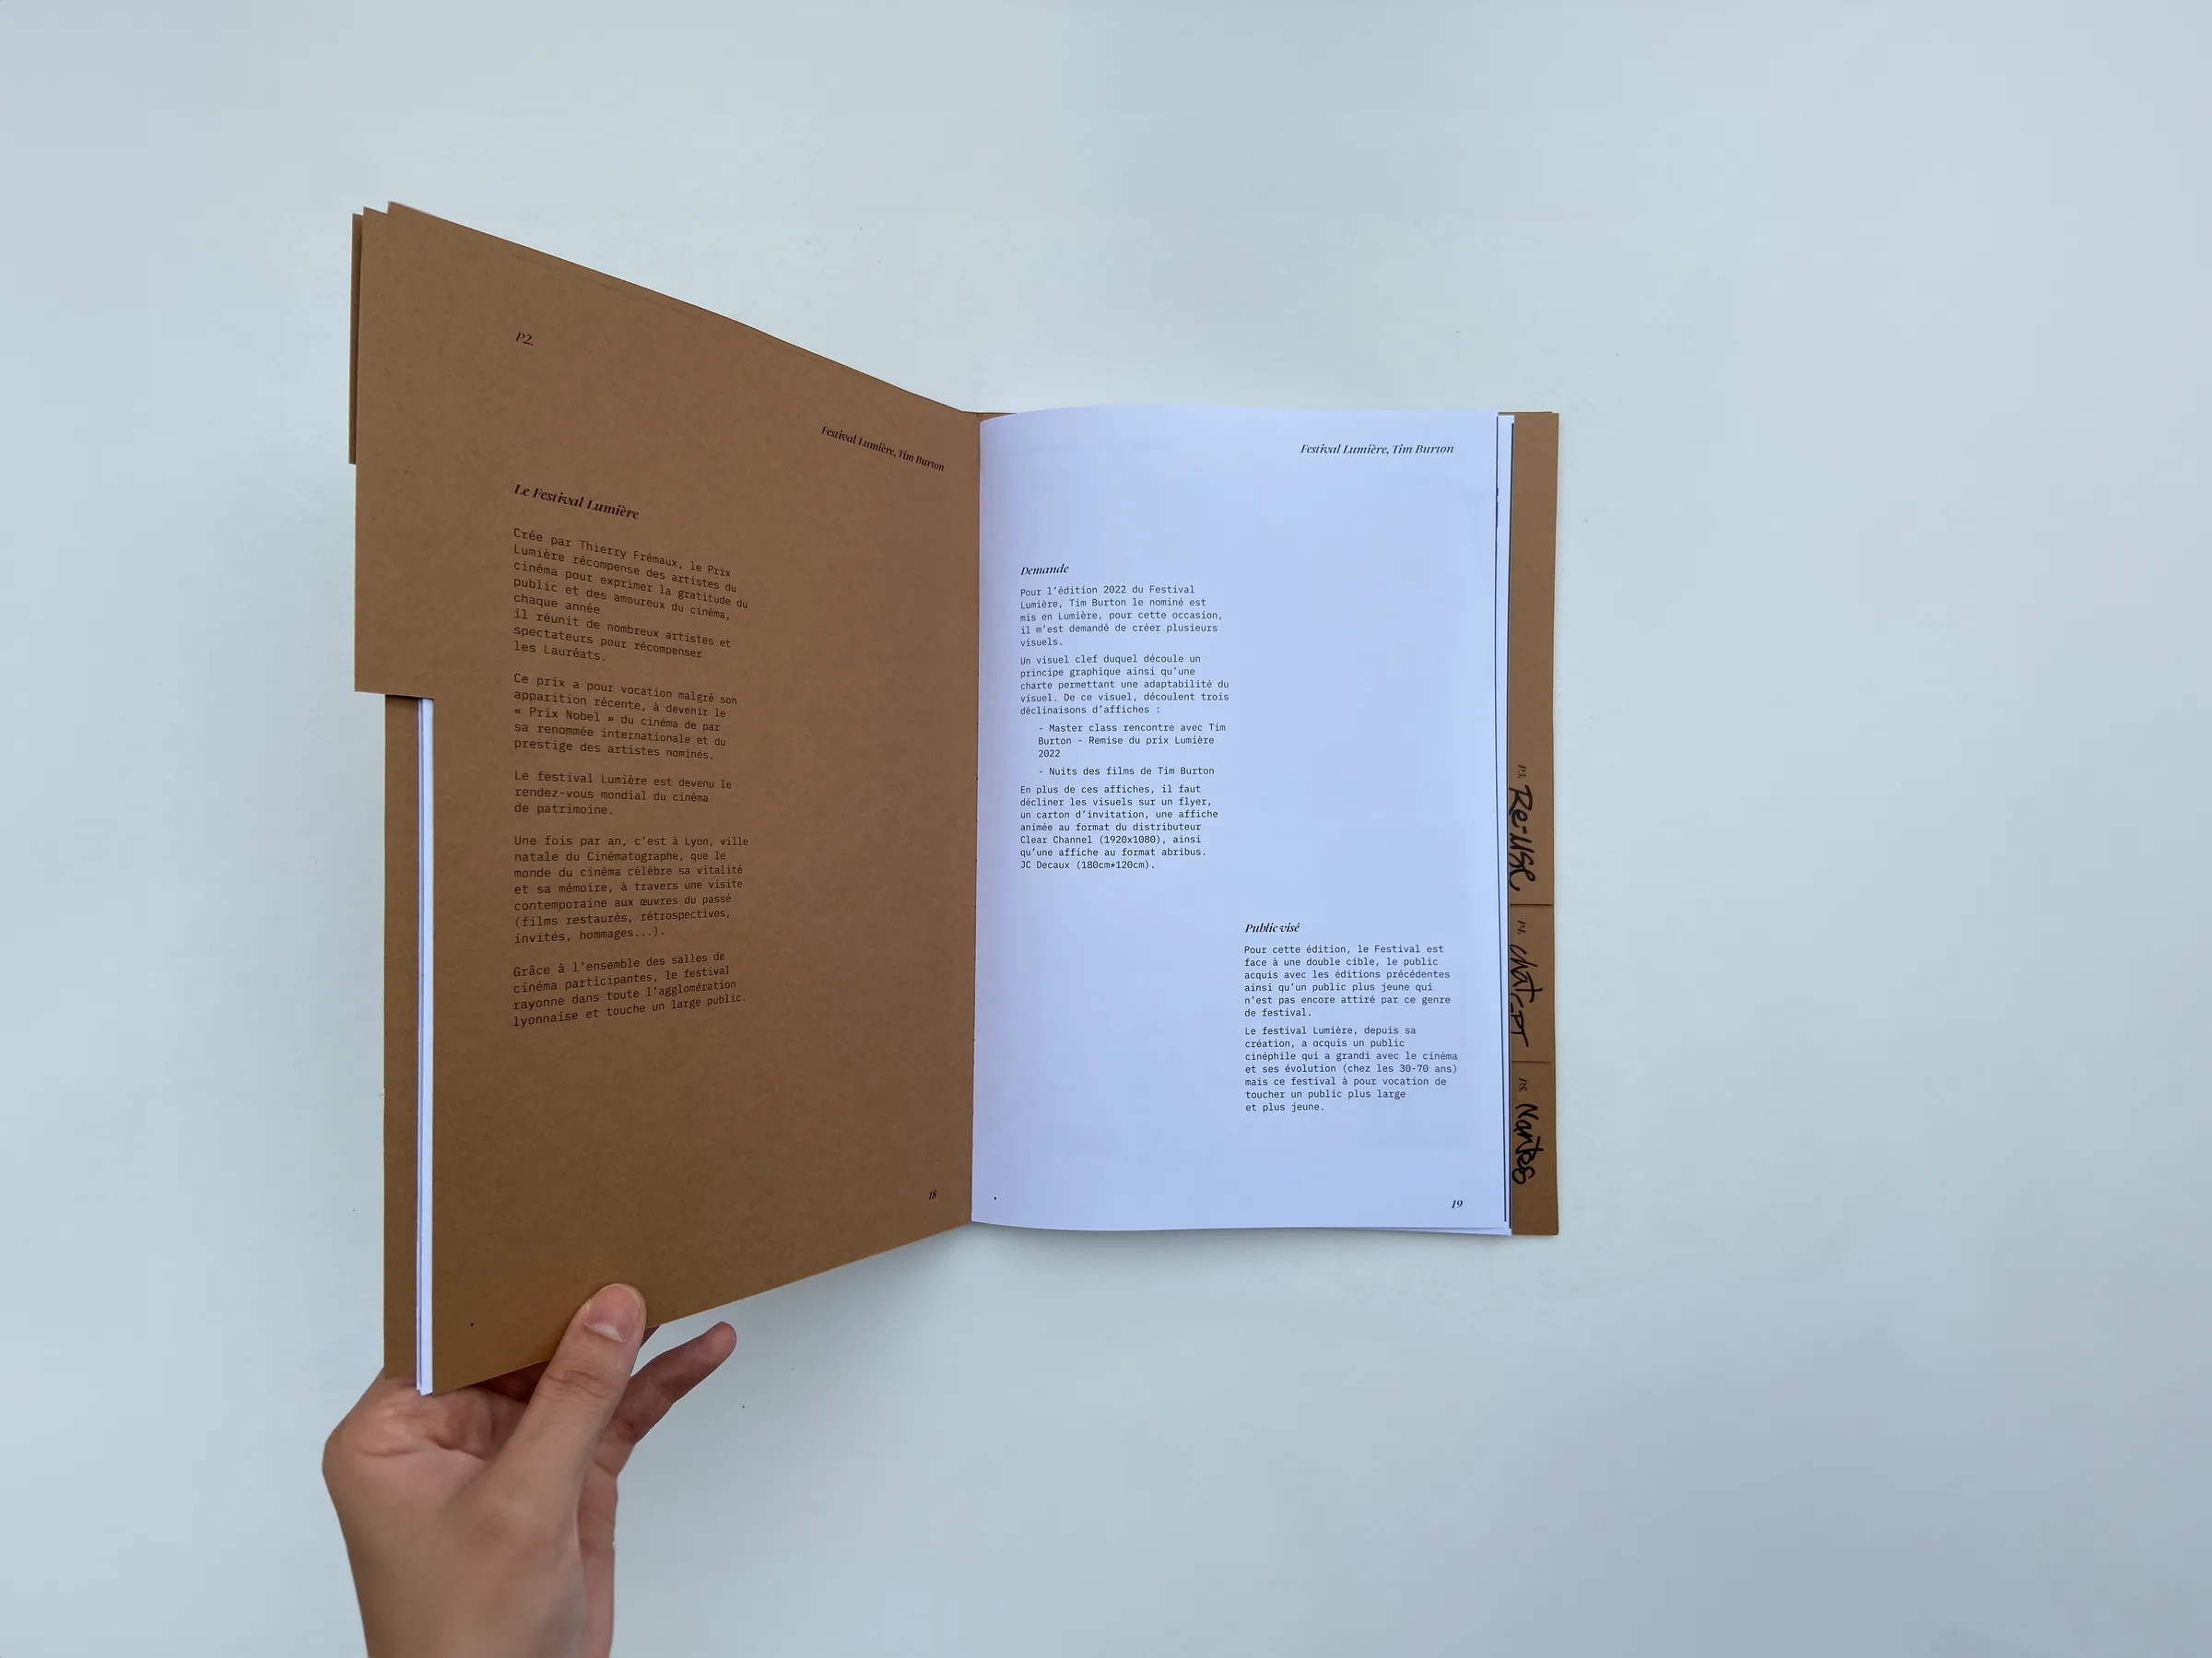 P2.
Festival Lumière, Tim Burton
Le Festival Lumière
Crée par Thierry Frémaux, le Prix
Lumière récompense des artistes du
cinéma pour exprimer la gratitude du
public et des amoureux du cinéma,
chaque année
il réunit de nombreux artistes et
spectateurs pour récompenser
les Lauréats.
Ce prix a pour vocation malgré son
apparition récente, à devenir le
« Prix Nobel » du cinéma de par
sa renommée internationale et du
prestige des artistes nominés.
Le festival Lumière est devenu le
rendez-vous mondial du cinéma
de patrimoine.
Une fois par an, c'est à Lyon, ville
natale du Cinématographe, que le
monde du cinéma célèbre sa vitalité
et sa mémoire, à travers une visite
contemporaine aux œuvres du passé
(films restaurés, rétrospectives,
invités, hommages...).
Grâce à l'ensemble des salles de
cinéma participantes, le festival
rayonne dans toute l'agglomération
lyonnaise et touche un large public.
18
Festival Lumière, Tim Burton
Demande
Pour l'édition 2022 du Festival
Lumière, Tim Burton le nominé est
mis en Lumière, pour cette occasion,
il m'est demandé de créer plusieurs
visuels.
Un visuel clef duquel découle un
principe graphique ainsi qu'une
charte permettant une adaptabilité du
visuel. De ce visuel, découlent trois
déclinaisons d'affiches :
- Master class rencontre avec Tim
Burton - Remise du prix Lumière
2022
- Nuits des films de Tim Burton
En plus de ces affiches, il faut
décliner les visuels sur un flyer,
un carton d'invitation, une affiche
animée au format du distributeur
Clear Channel (1920x1080), ainsi
qu'une affiche au format abribus.
JC Decaux (180cm*120cm).
Public visé
Pour cette édition, le Festival est
face à une double cible, le public
acquis avec les éditions précédentes
ainsi qu'un public plus jeune qui
n'est pas encore attiré par ce genre
de festival.
Le festival Lumière, depuis sa
création, a acquis un public
cinéphile qui a grandi avec le cinéma
et ses évolution (chez les 30-70 ans)
mais ce festival à pour vocation de
toucher un public plus large
et plus jeune.
19
P3. Re:use
P4. Chat_PT
P5. Nantes